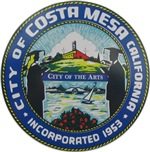 CITY OF COSTA MESA CALIFORNIA
CITY OF THE ARTS
• INCORPORATED 1953 •